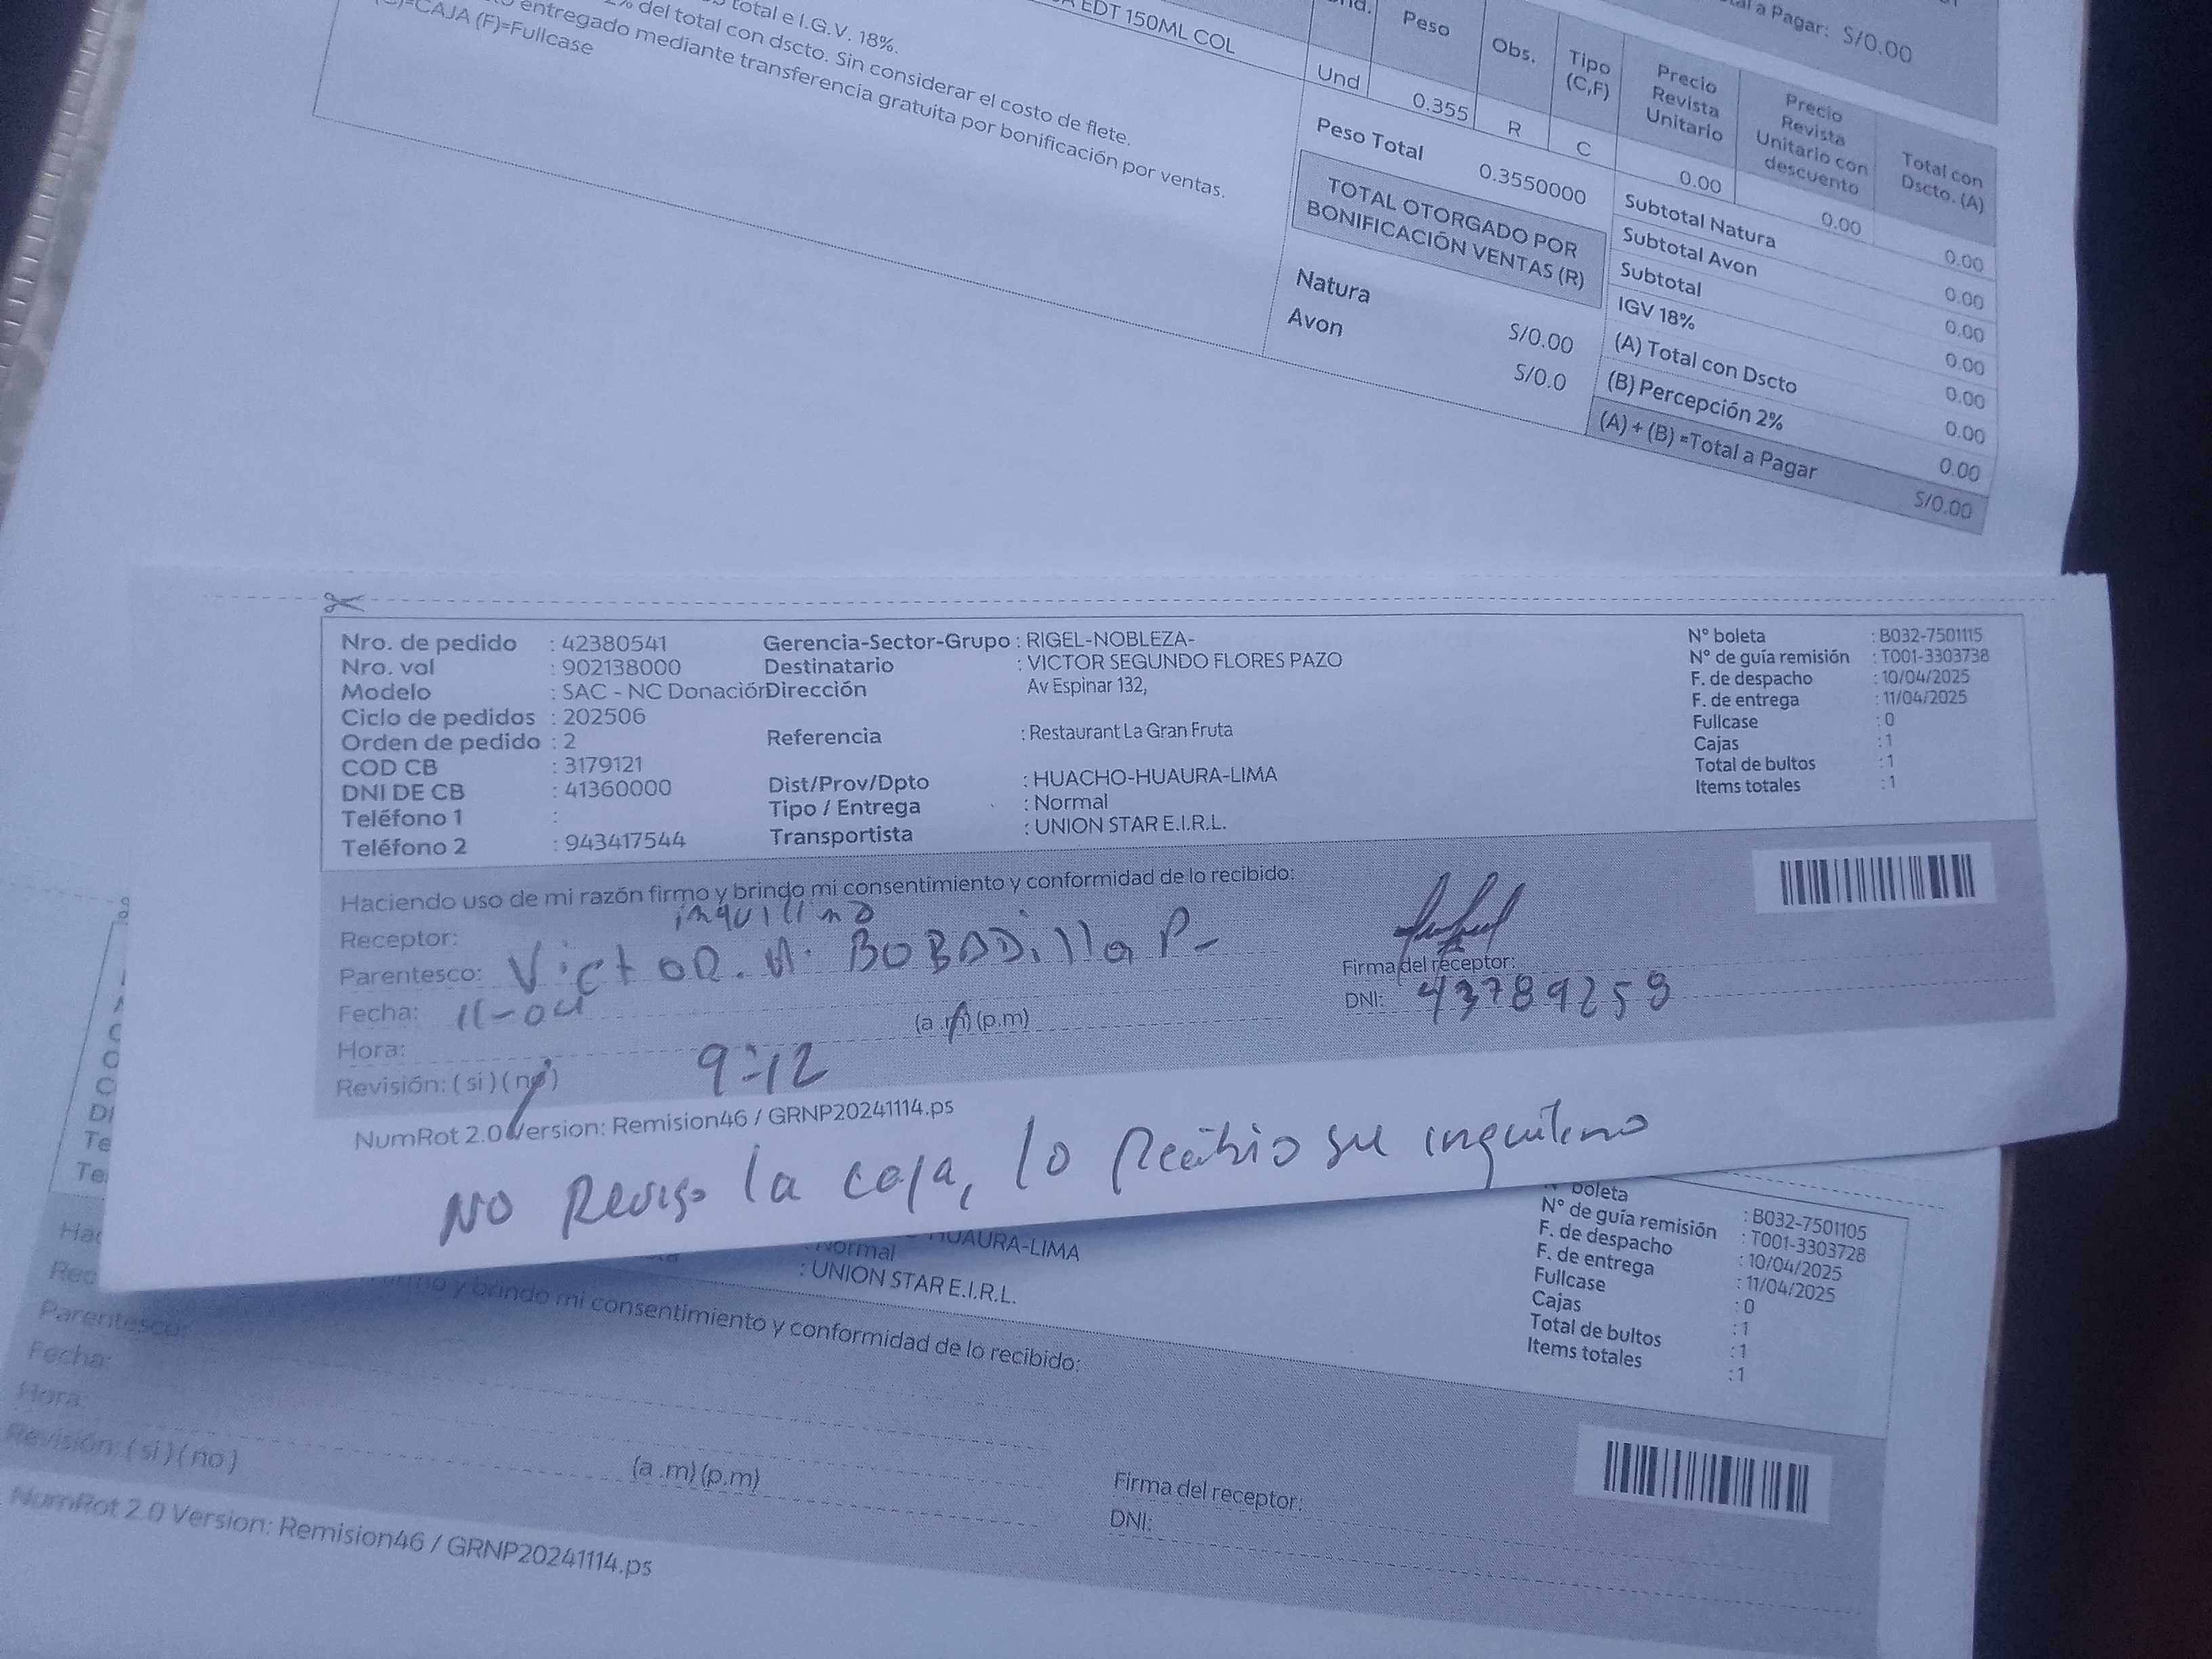 total e I.G.V. 18%.
del total con dscto. Sin considerar el costo de flete.
entregado mediante transferencia gratuita por bonificación por ventas.
=CAJA (F)=Fullcase
EDT 150ML COL
Peso
Obs.
Tipo
(C,F)
Precio
Revista
Unitario
Precio
Revista
Unitario con
descuento
Total con
Dscto. (A)
a Pagar: S/0.00
Und 0.355 R C 0.00 0.00 0.00
Peso Total 0.3550000
TOTAL OTORGADO POR
BONIFICACIÓN VENTAS (R)
Natura S/0.00
Avon S/0.0
Subtotal Natura 0.00
Subtotal Avon 0.00
Subtotal 0.00
IGV 18% 0.00
(A) Total con Dscto 0.00
(B) Percepción 2% 0.00
(A) + (B) =Total a Pagar S/0.00
Nro. de pedido : 42380541
Nro. vol : 902138000
Modelo : SAC - NC Donación
Ciclo de pedidos : 202506
Orden de pedido : 2
COD CB : 3179121
DNI DE CB : 41360000
Teléfono 1 :
Teléfono 2 : 943417544
Gerencia-Sector-Grupo : RIGEL-NOBLEZA-
Destinatario : VICTOR SEGUNDO FLORES PAZO
Dirección Av Espinar 132,
Referencia : Restaurant La Gran Fruta
Dist/Prov/Dpto : HUACHO-HUAURA-LIMA
Tipo / Entrega : Normal
Transportista : UNION STAR E.I.R.L.
N° boleta : B032-7501115
N° de guía remisión : T001-3303738
F. de despacho : 10/04/2025
F. de entrega : 11/04/2025
Fullcase : 0
Cajas : 1
Total de bultos : 1
Items totales : 1
Haciendo uso de mi razón firmo y brindo mi consentimiento y conformidad de lo recibido:
inquilino
Receptor:
Parentesco: VictoR. A. BOBADillA P-
Fecha: 11-04
Hora: 9:12 (a .m) (p.m)
Revisión: ( si ) ( no )
Firma del receptor:
DNI: 43789259
NumRot 2.0 Version: Remision46 / GRNP20241114.ps
NO Reviso la caja, lo Recibio su inquilino
C
O
C
DI
Te
Te
Hac
Rec
HUAURA-LIMA
: Normal
: UNION STAR E.I.R.L.
boleta : B032-7501105
N° de guía remisión : T001-3303728
F. de despacho : 10/04/2025
F. de entrega : 11/04/2025
Fullcase : 0
Cajas : 1
Total de bultos : 1
Items totales : 1
y brindo mi consentimiento y conformidad de lo recibido:
Parentesco:
Fecha:
Hora:
(a .m) (p.m)
Revisión: ( si ) ( no )
Firma del receptor:
DNI:
NumRot 2.0 Version: Remision46 / GRNP20241114.ps